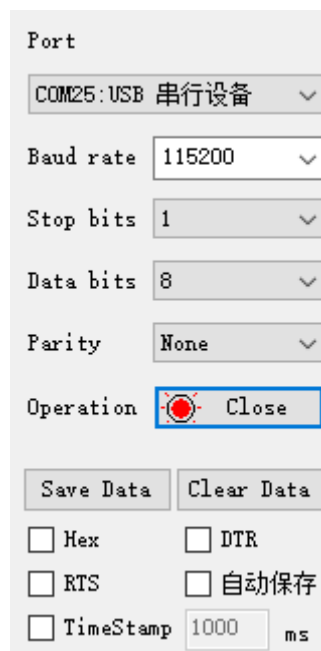 Port
COM25:USB 串行设备
Baud rate 115200
Stop bits 1
Data bits 8
Parity None
Operation Close
Save Data Clear Data
Hex DTR
RTS 自动保存
TimeStamp 1000 ms